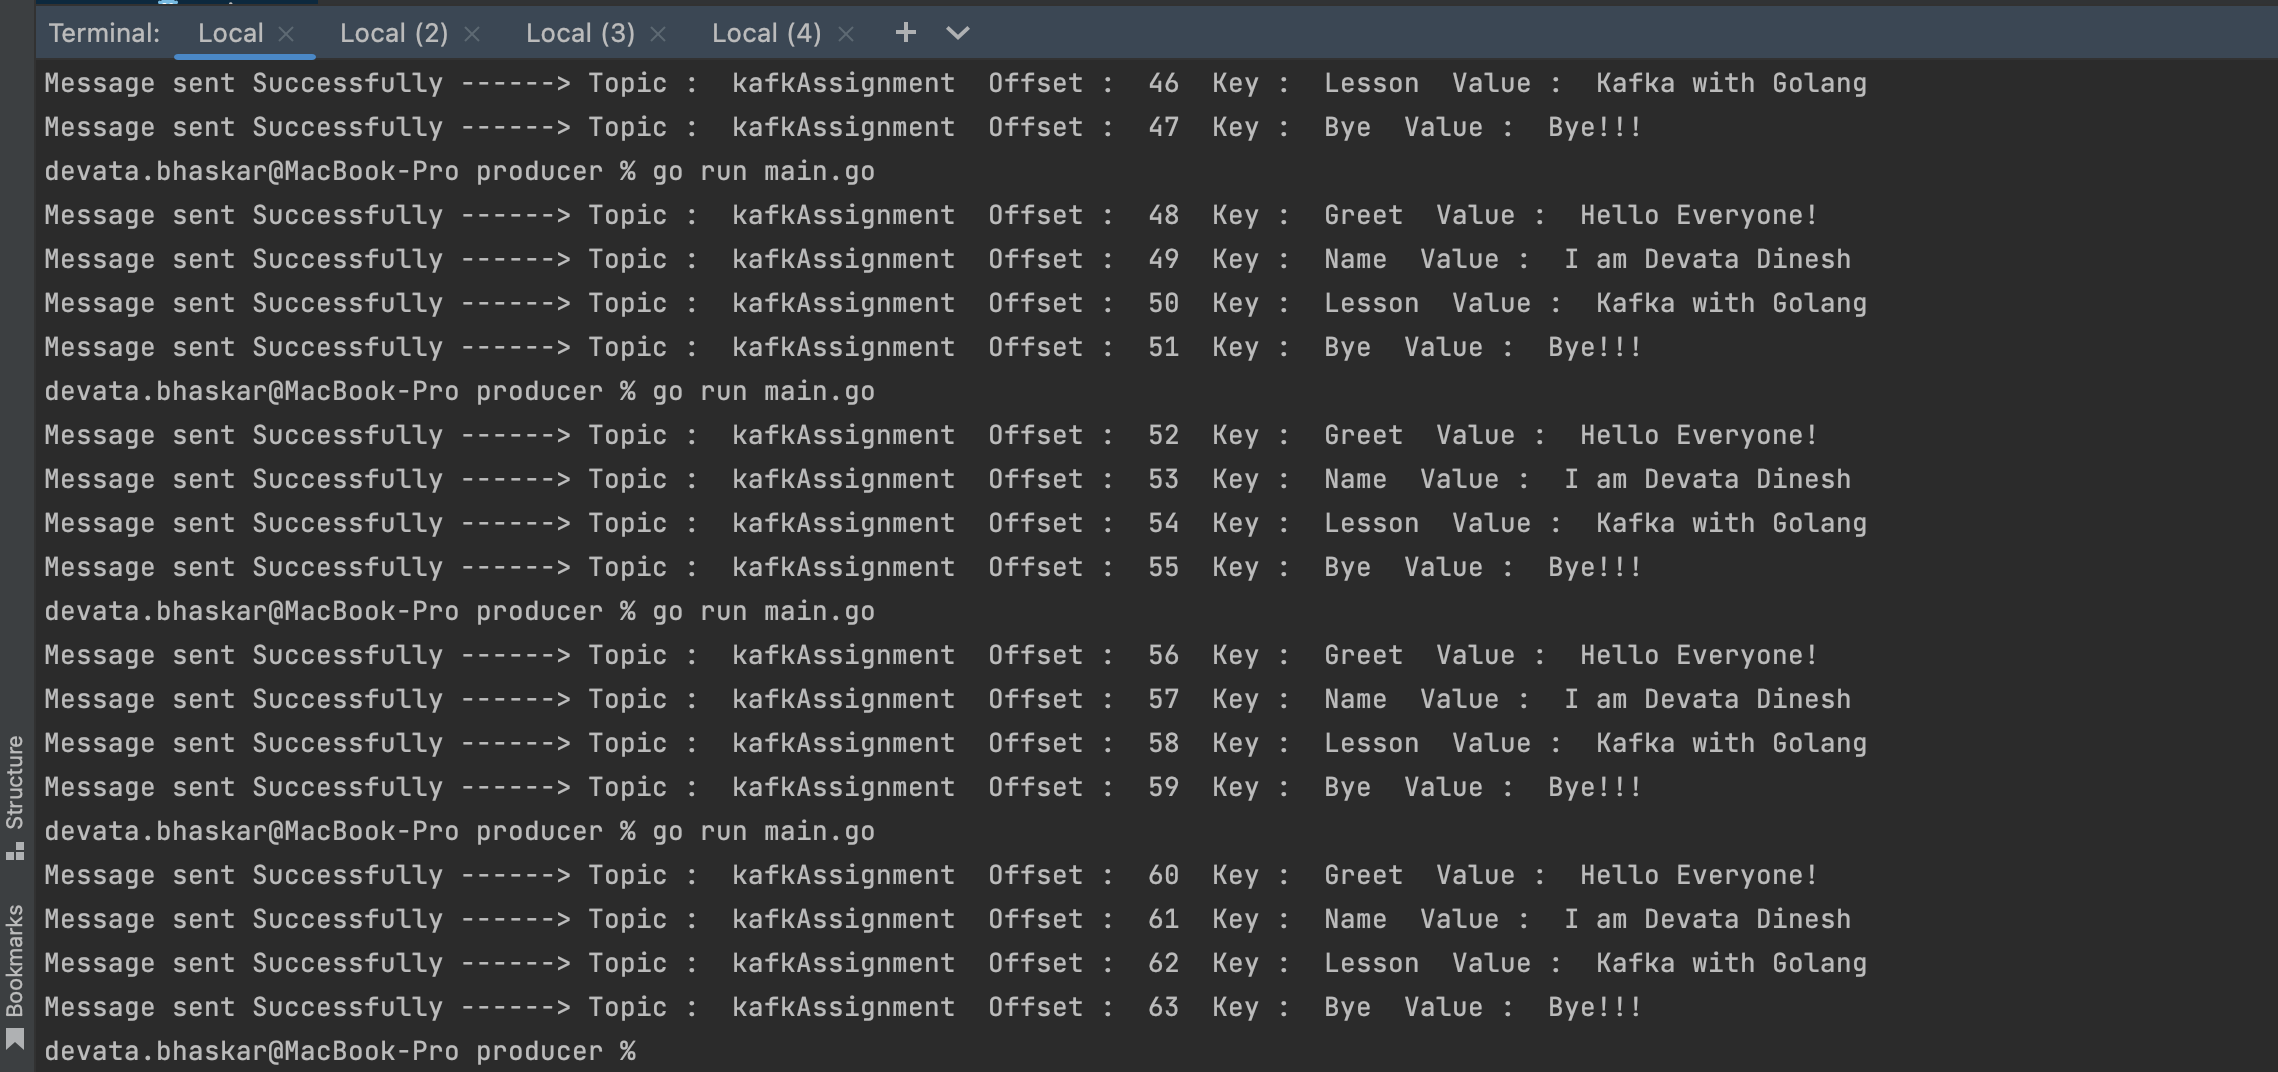 Terminal: Local × Local (2) × Local (3) × Local (4) × +
Message sent Successfully ------> Topic :  kafkAssignment  Offset :  46  Key :  Lesson  Value :  Kafka with Golang
Message sent Successfully ------> Topic :  kafkAssignment  Offset :  47  Key :  Bye  Value :  Bye!!!
devata.bhaskar@MacBook-Pro producer % go run main.go
Message sent Successfully ------> Topic :  kafkAssignment  Offset :  48  Key :  Greet  Value :  Hello Everyone!
Message sent Successfully ------> Topic :  kafkAssignment  Offset :  49  Key :  Name  Value :  I am Devata Dinesh
Message sent Successfully ------> Topic :  kafkAssignment  Offset :  50  Key :  Lesson  Value :  Kafka with Golang
Message sent Successfully ------> Topic :  kafkAssignment  Offset :  51  Key :  Bye  Value :  Bye!!!
devata.bhaskar@MacBook-Pro producer % go run main.go
Message sent Successfully ------> Topic :  kafkAssignment  Offset :  52  Key :  Greet  Value :  Hello Everyone!
Message sent Successfully ------> Topic :  kafkAssignment  Offset :  53  Key :  Name  Value :  I am Devata Dinesh
Message sent Successfully ------> Topic :  kafkAssignment  Offset :  54  Key :  Lesson  Value :  Kafka with Golang
Message sent Successfully ------> Topic :  kafkAssignment  Offset :  55  Key :  Bye  Value :  Bye!!!
devata.bhaskar@MacBook-Pro producer % go run main.go
Message sent Successfully ------> Topic :  kafkAssignment  Offset :  56  Key :  Greet  Value :  Hello Everyone!
Message sent Successfully ------> Topic :  kafkAssignment  Offset :  57  Key :  Name  Value :  I am Devata Dinesh
Message sent Successfully ------> Topic :  kafkAssignment  Offset :  58  Key :  Lesson  Value :  Kafka with Golang
Message sent Successfully ------> Topic :  kafkAssignment  Offset :  59  Key :  Bye  Value :  Bye!!!
devata.bhaskar@MacBook-Pro producer % go run main.go
Message sent Successfully ------> Topic :  kafkAssignment  Offset :  60  Key :  Greet  Value :  Hello Everyone!
Message sent Successfully ------> Topic :  kafkAssignment  Offset :  61  Key :  Name  Value :  I am Devata Dinesh
Message sent Successfully ------> Topic :  kafkAssignment  Offset :  62  Key :  Lesson  Value :  Kafka with Golang
Message sent Successfully ------> Topic :  kafkAssignment  Offset :  63  Key :  Bye  Value :  Bye!!!
devata.bhaskar@MacBook-Pro producer %
Structure
Bookmarks